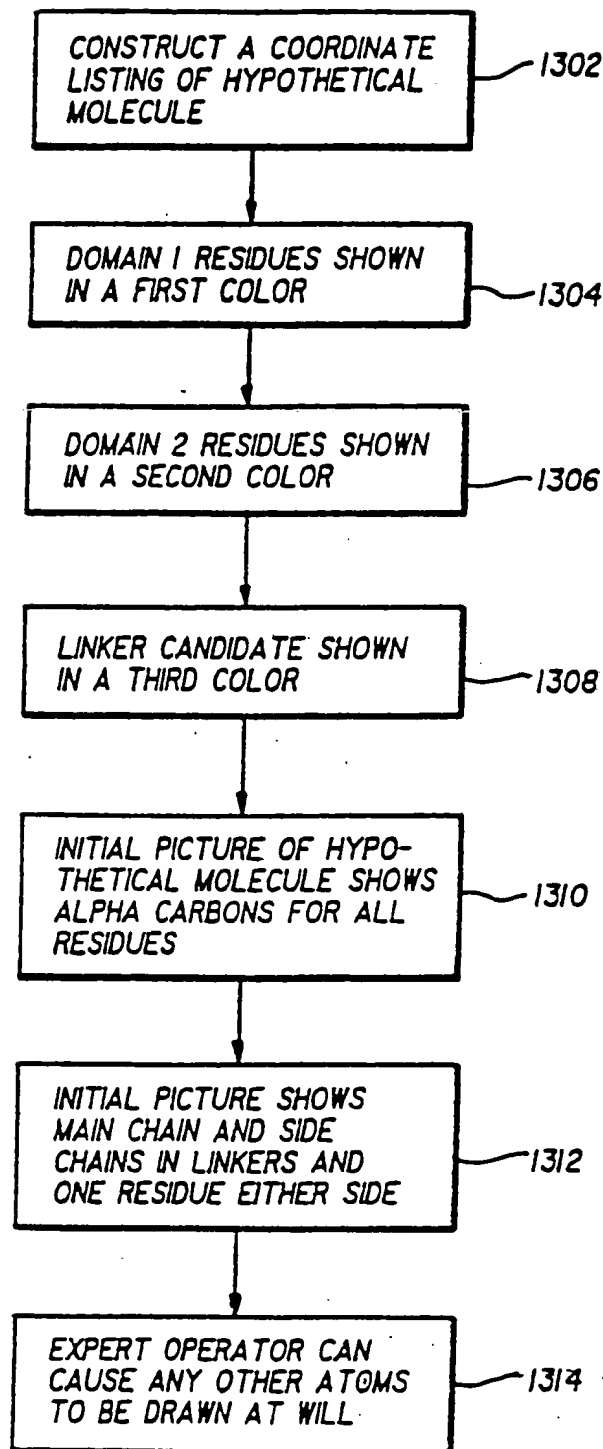 CONSTRUCT A COORDINATE
LISTING OF HYPOTHETICAL
MOLECULE
1302
DOMAIN 1 RESIDUES SHOWN
IN A FIRST COLOR
1304
DOMAIN 2 RESIDUES SHOWN
IN A SECOND COLOR
1306
LINKER CANDIDATE SHOWN
IN A THIRD COLOR
1308
INITIAL PICTURE OF HYPO-
THETICAL MOLECULE SHOWS
ALPHA CARBONS FOR ALL
RESIDUES
1310
INITIAL PICTURE SHOWS
MAIN CHAIN AND SIDE
CHAINS IN LINKERS AND
ONE RESIDUE EITHER SIDE
1312
EXPERT OPERATOR CAN
CAUSE ANY OTHER ATOMS
TO BE DRAWN AT WILL
1314